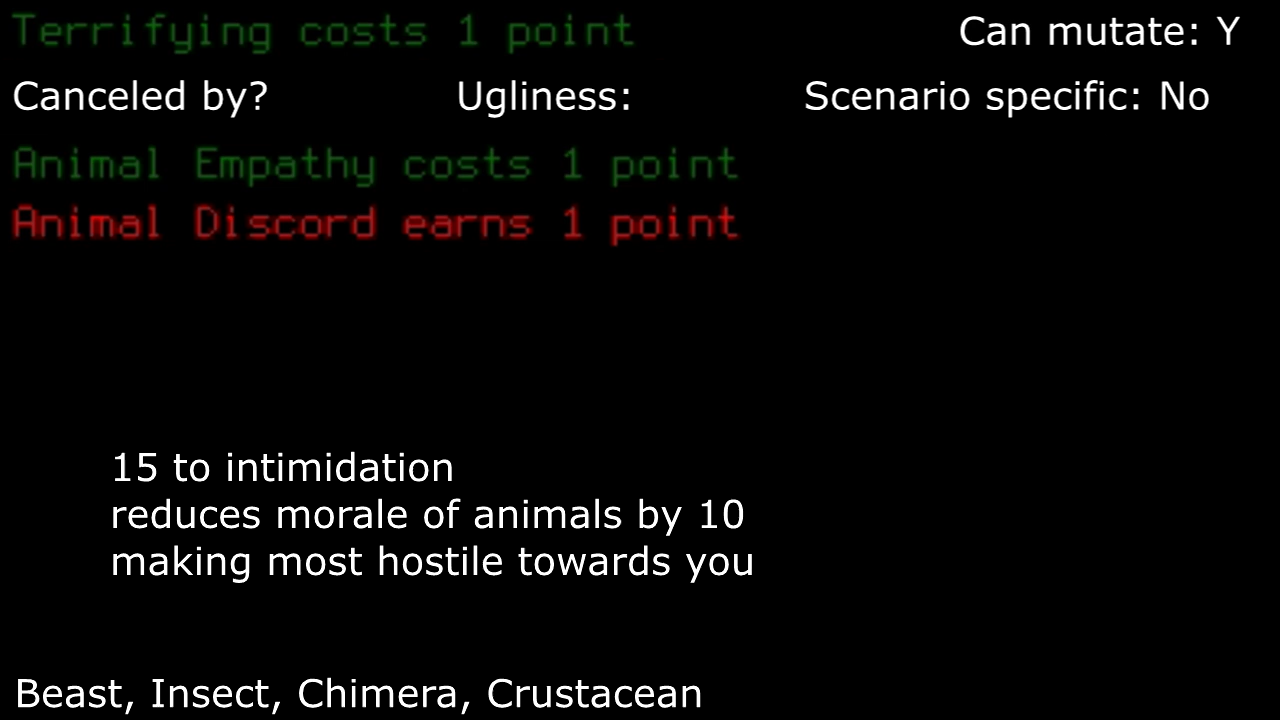 Terrifying costs 1 point Can mutate: Y
Canceled by? Ugliness: Scenario specific: No
Animal Empathy costs 1 point
Animal Discord earns 1 point
15 to intimidation
reduces morale of animals by 10
making most hostile towards you
Beast, Insect, Chimera, Crustacean